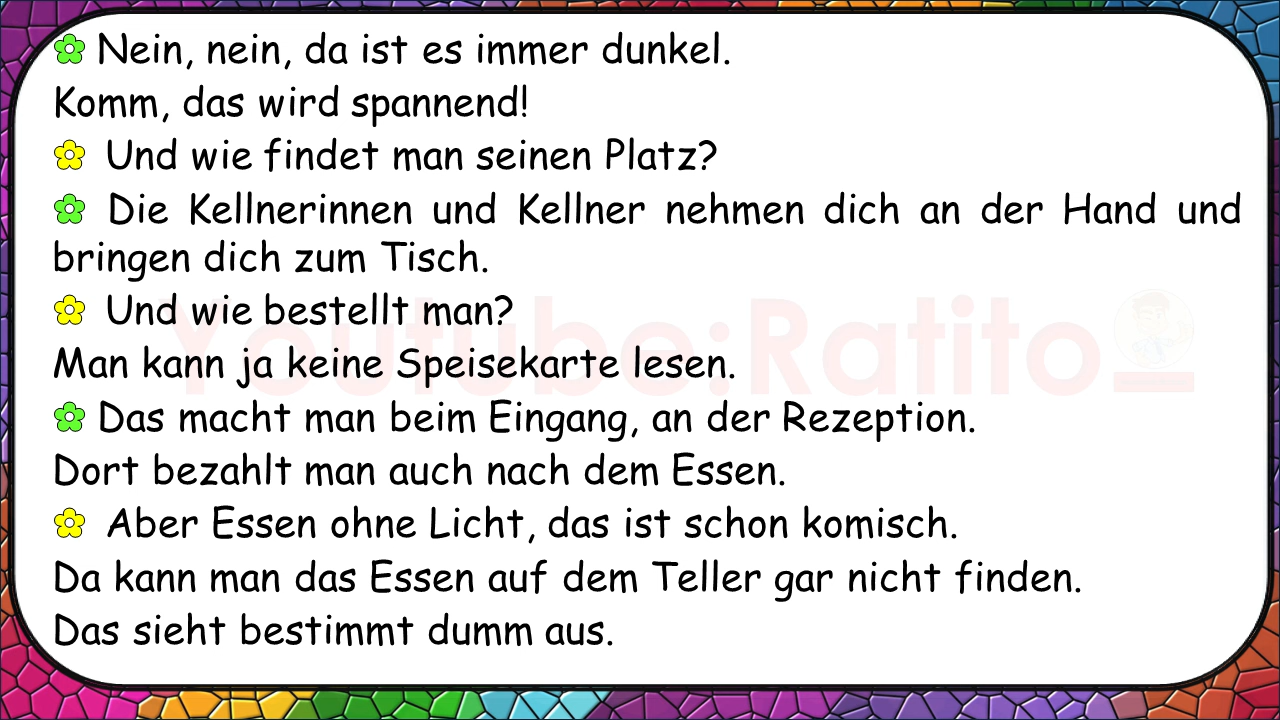 Nein, nein, da ist es immer dunkel.
Komm, das wird spannend!
Und wie findet man seinen Platz?
Die Kellnerinnen und Kellner nehmen dich an der Hand und
bringen dich zum Tisch.
Und wie bestellt man?
Man kann ja keine Speisekarte lesen.
Das macht man beim Eingang, an der Rezeption.
Dort bezahlt man auch nach dem Essen.
Aber Essen ohne Licht, das ist schon komisch.
Da kann man das Essen auf dem Teller gar nicht finden.
Das sieht bestimmt dumm aus.
Youtube:Ratito_